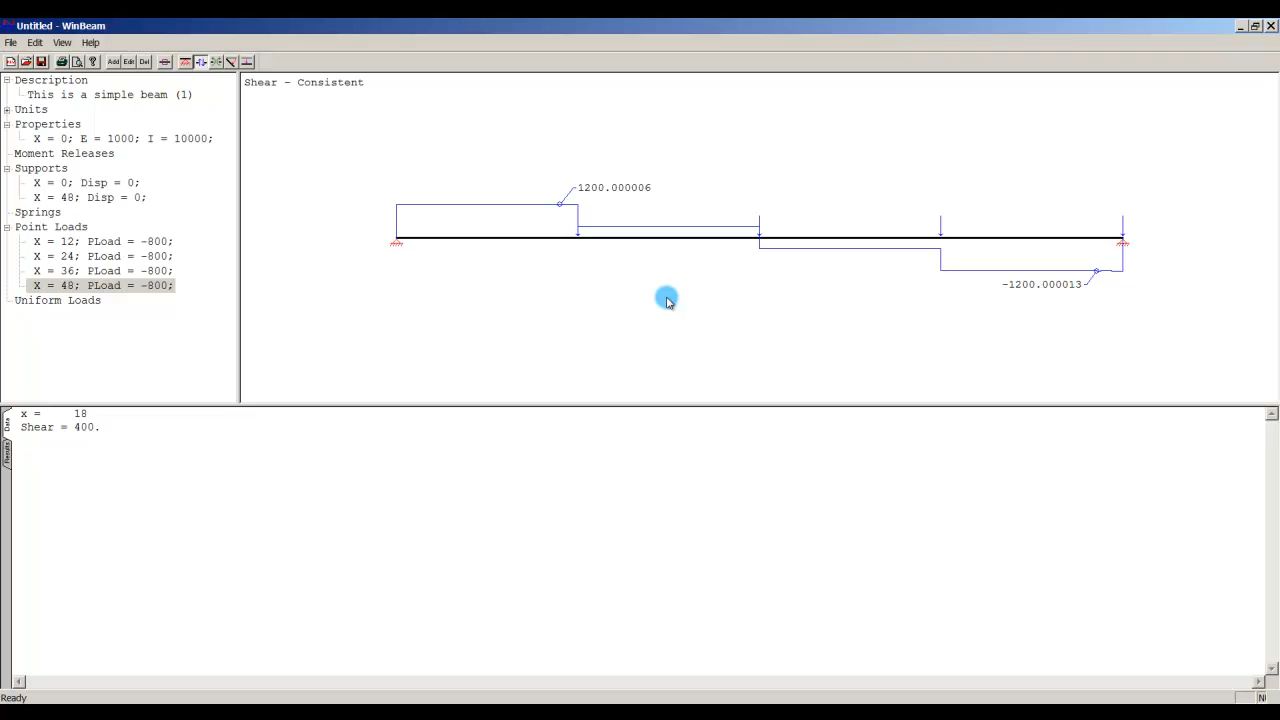 Untitled - WinBeam
File Edit View Help
Add Edit Del
Description
This is a simple beam (1)
Units
Properties
X = 0; E = 1000; I = 10000;
Moment Releases
Supports
X = 0; Disp = 0;
X = 48; Disp = 0;
Springs
Point Loads
X = 12; PLoad = -800;
X = 24; PLoad = -800;
X = 36; PLoad = -800;
X = 48; PLoad = -800;
Uniform Loads
Shear - Consistent
1200.000006
-1200.000013
Data
Results
x = 18
Shear = 400.
Ready